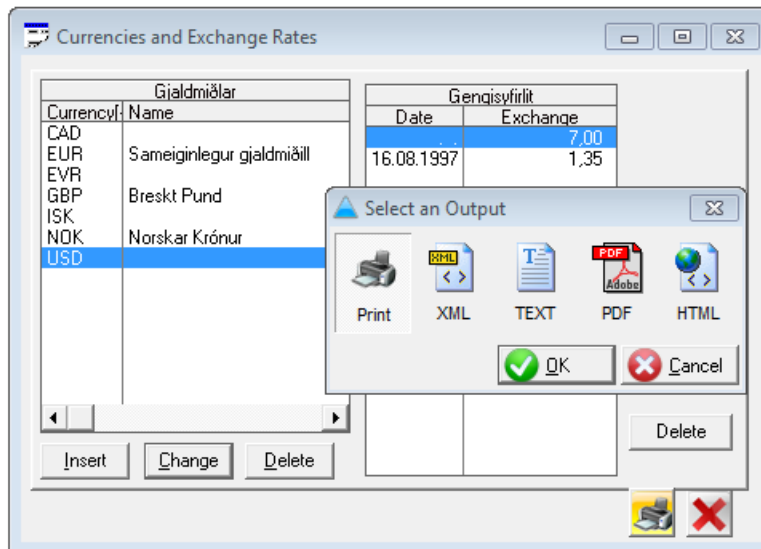 Currencies and Exchange Rates
Gjaldmiðlar
Currency[- Name
CAD
EUR Sameiginlegur gjaldmiðill
EVR
GBP Breskt Pund
ISK
NOK Norskar Krónur
USD
Gengisyfirlit
Date Exchange
. . 7,00
16.08.1997 1,35
Select an Output
XML T PDF
Adobe
Print XML TEXT PDF HTML
OK Cancel
Delete
Insert Change Delete